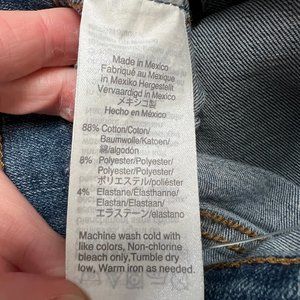 Made in Mexico
Fabriqué au Mexique
in Mexiko Hergestellt
Vervaardigd in Mexico
メキシコ製
Hecho en México
88% Cotton/Coton/
Baumwolle/Katoen/
綿/algodón
8% Polyester/Polyester/
Polyester/Polyester/
ポリエステル/poliéster
4% Elastane/Elasthanne/
Elastan/Elastaan/
エラステーン/elastano
Machine wash cold with
like colors, Non-chlorine
bleach only, Tumble dry
low, Warm iron as needed.